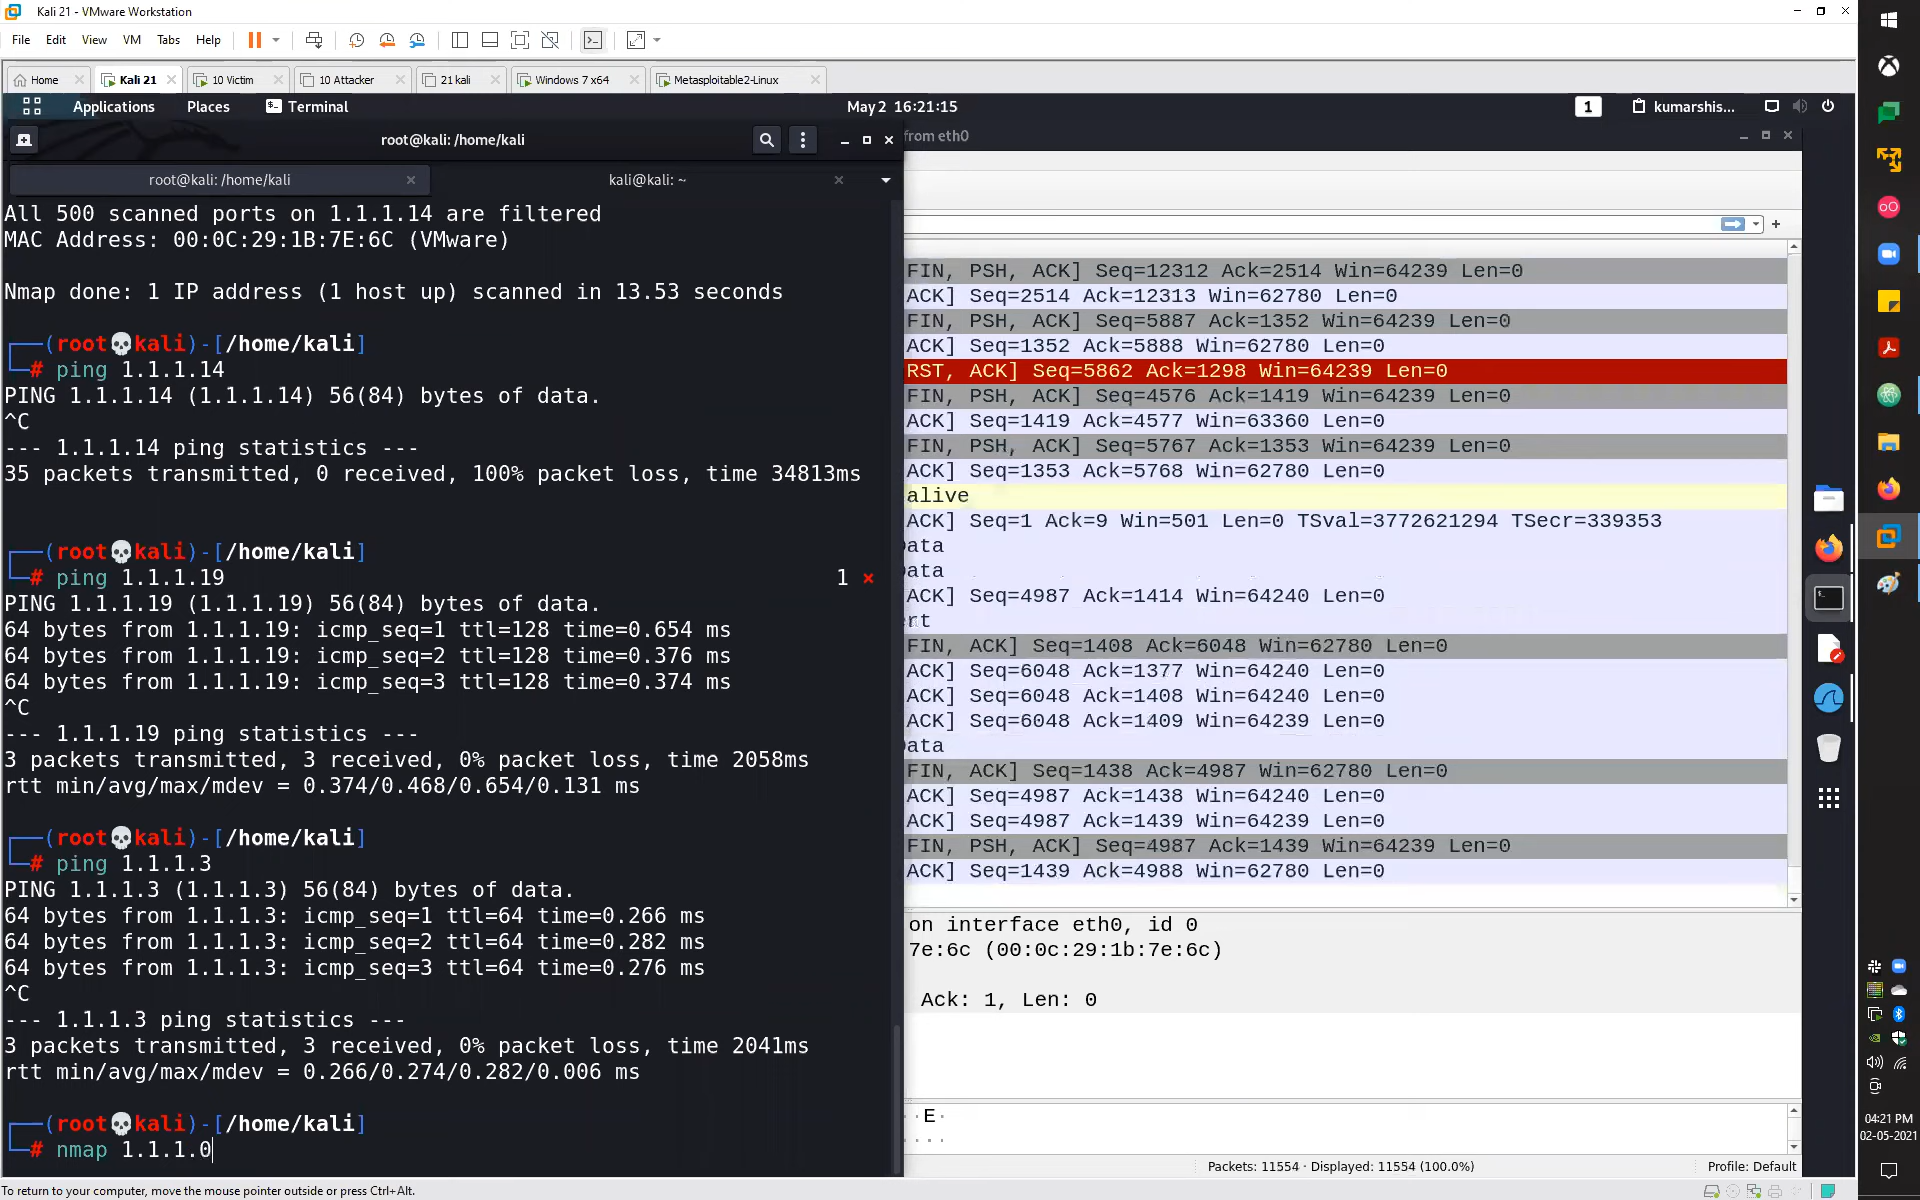 Kali 21 - VMware Workstation
File Edit View VM Tabs Help
Home Kali 21 10 Victim 10 Attacker 21 kali Windows 7 x64 Metasploitable2-Linux
Applications Places Terminal May 2 16:21:15 1 kumarshis...
root@kali: /home/kali
root@kali: /home/kali kali@kali: ~
All 500 scanned ports on 1.1.1.14 are filtered
MAC Address: 00:0C:29:1B:7E:6C (VMware)
Nmap done: 1 IP address (1 host up) scanned in 13.53 seconds
(root💀kali)-[/home/kali]
# ping 1.1.1.14
PING 1.1.1.14 (1.1.1.14) 56(84) bytes of data.
^C
--- 1.1.1.14 ping statistics ---
35 packets transmitted, 0 received, 100% packet loss, time 34813ms
(root💀kali)-[/home/kali]
# ping 1.1.1.19 1 ×
PING 1.1.1.19 (1.1.1.19) 56(84) bytes of data.
64 bytes from 1.1.1.19: icmp_seq=1 ttl=128 time=0.654 ms
64 bytes from 1.1.1.19: icmp_seq=2 ttl=128 time=0.376 ms
64 bytes from 1.1.1.19: icmp_seq=3 ttl=128 time=0.374 ms
^C
--- 1.1.1.19 ping statistics ---
3 packets transmitted, 3 received, 0% packet loss, time 2058ms
rtt min/avg/max/mdev = 0.374/0.468/0.654/0.131 ms
(root💀kali)-[/home/kali]
# ping 1.1.1.3
PING 1.1.1.3 (1.1.1.3) 56(84) bytes of data.
64 bytes from 1.1.1.3: icmp_seq=1 ttl=64 time=0.266 ms
64 bytes from 1.1.1.3: icmp_seq=2 ttl=64 time=0.282 ms
64 bytes from 1.1.1.3: icmp_seq=3 ttl=64 time=0.276 ms
^C
--- 1.1.1.3 ping statistics ---
3 packets transmitted, 3 received, 0% packet loss, time 2041ms
rtt min/avg/max/mdev = 0.266/0.274/0.282/0.006 ms
(root💀kali)-[/home/kali]
# nmap 1.1.1.0
from eth0
FIN, PSH, ACK] Seq=12312 Ack=2514 Win=64239 Len=0
ACK] Seq=2514 Ack=12313 Win=62780 Len=0
FIN, PSH, ACK] Seq=5887 Ack=1352 Win=64239 Len=0
ACK] Seq=1352 Ack=5888 Win=62780 Len=0
RST, ACK] Seq=5862 Ack=1298 Win=64239 Len=0
FIN, PSH, ACK] Seq=4576 Ack=1419 Win=64239 Len=0
ACK] Seq=1419 Ack=4577 Win=63360 Len=0
FIN, PSH, ACK] Seq=5767 Ack=1353 Win=64239 Len=0
ACK] Seq=1353 Ack=5768 Win=62780 Len=0
alive
ACK] Seq=1 Ack=9 Win=501 Len=0 TSval=3772621294 TSecr=339353
Data
Data
ACK] Seq=4987 Ack=1414 Win=64240 Len=0
ert
FIN, ACK] Seq=1408 Ack=6048 Win=62780 Len=0
ACK] Seq=6048 Ack=1377 Win=64240 Len=0
ACK] Seq=6048 Ack=1408 Win=64240 Len=0
ACK] Seq=6048 Ack=1409 Win=64239 Len=0
Data
FIN, ACK] Seq=1438 Ack=4987 Win=62780 Len=0
ACK] Seq=4987 Ack=1438 Win=64240 Len=0
ACK] Seq=4987 Ack=1439 Win=64239 Len=0
FIN, PSH, ACK] Seq=4987 Ack=1439 Win=64239 Len=0
ACK] Seq=1439 Ack=4988 Win=62780 Len=0
on interface eth0, id 0
7e:6c (00:0c:29:1b:7e:6c)
Ack: 1, Len: 0
··E·
····
Packets: 11554 · Displayed: 11554 (100.0%) Profile: Default
04:21 PM
02-05-2021
To return to your computer, move the mouse pointer outside or press Ctrl+Alt.